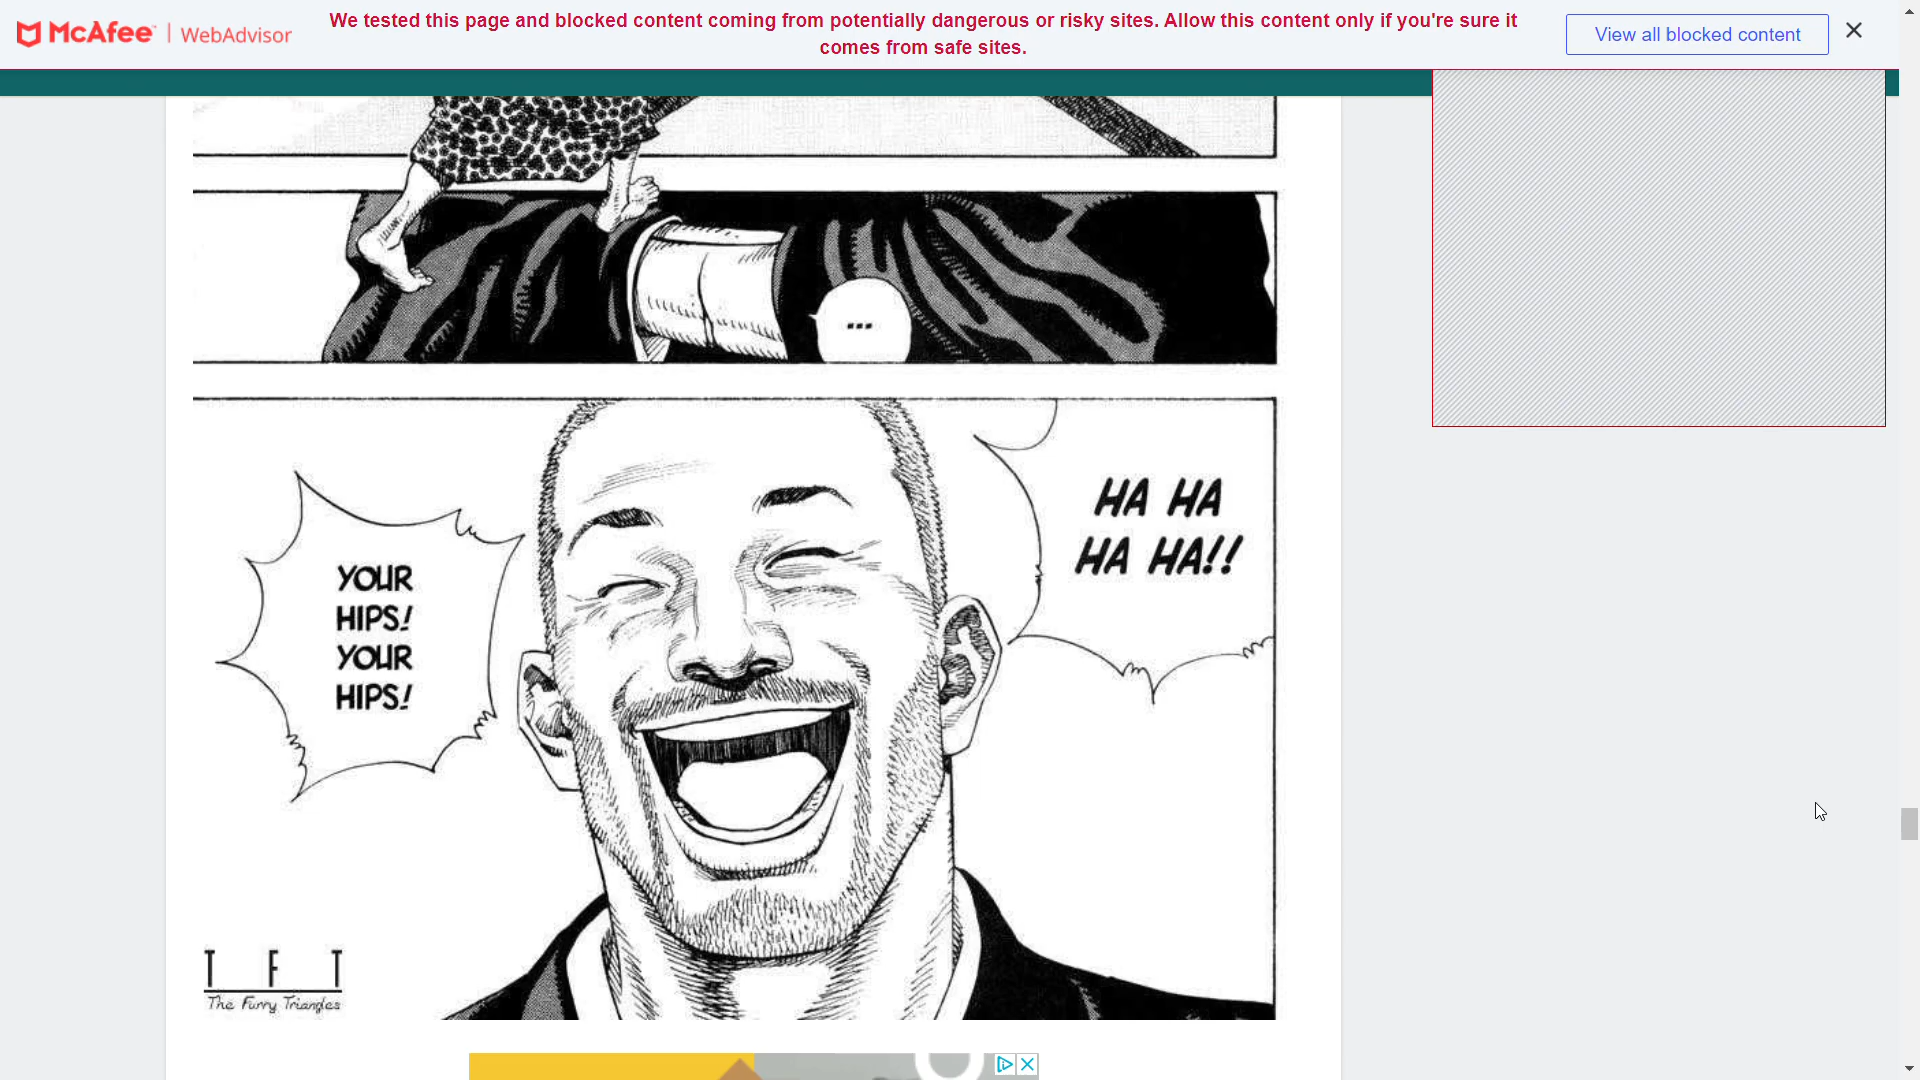 McAfee | WebAdvisor
We tested this page and blocked content coming from potentially dangerous or risky sites. Allow this content only if you're sure it
comes from safe sites.
View all blocked content
...
HA HA
HA HA!!
YOUR
HIPS!
YOUR
HIPS!
T F T
The Furry Triangles